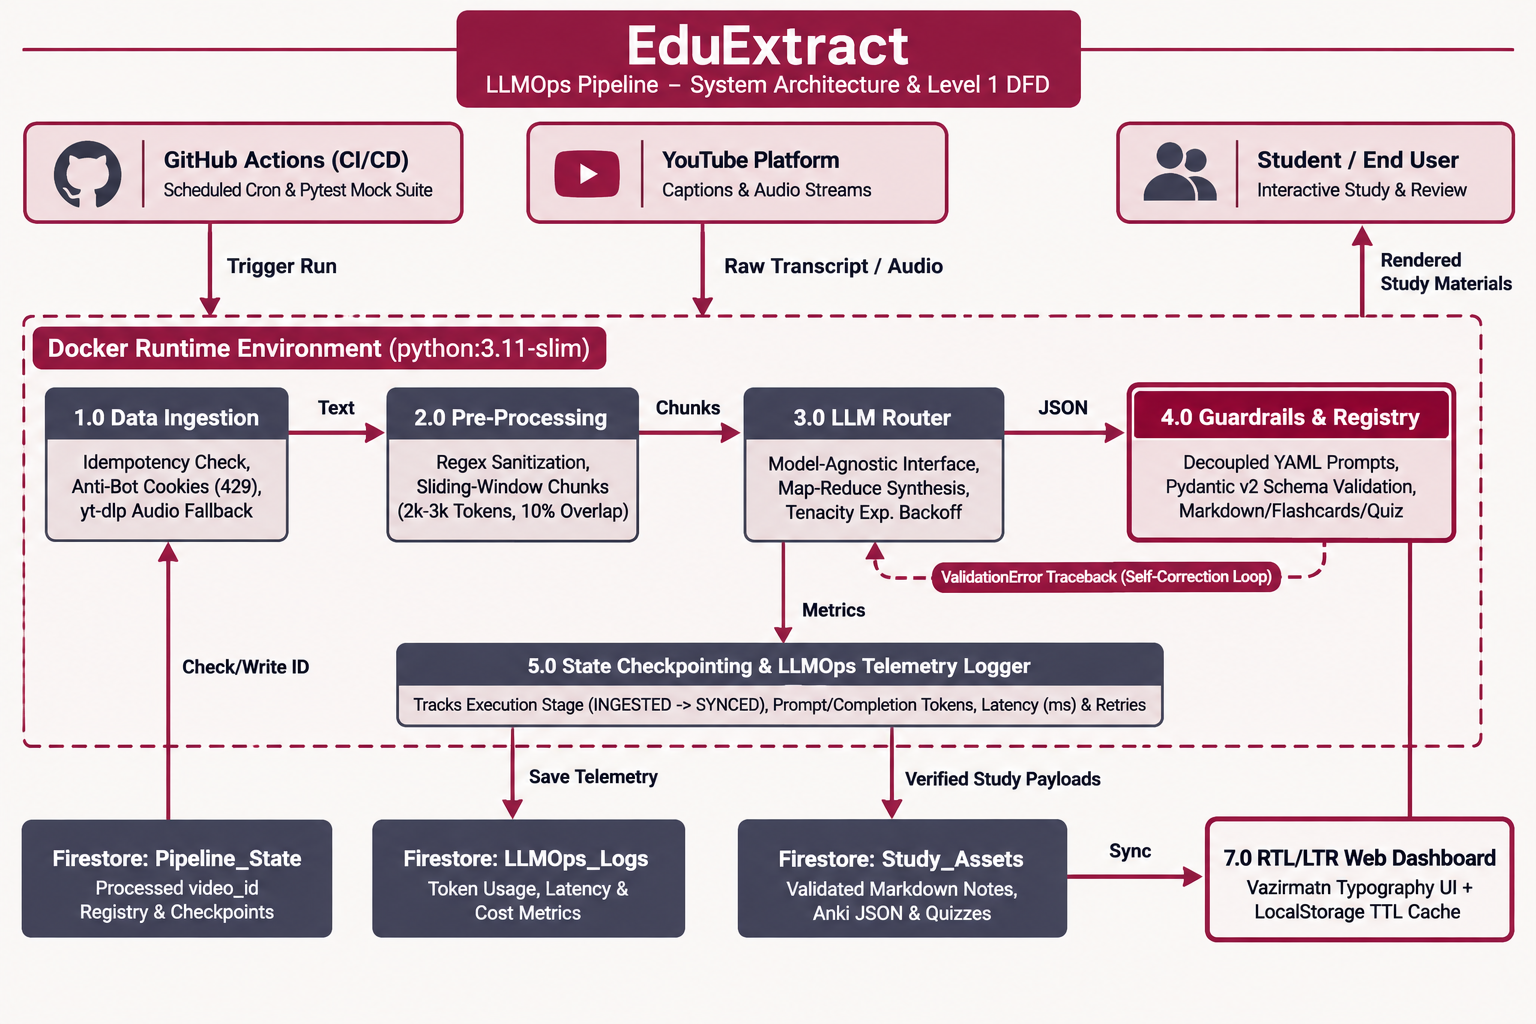 EduExtract
LLMOps Pipeline – System Architecture & Level 1 DFD
GitHub Actions (CI/CD)
Scheduled Cron & Pytest Mock Suite
YouTube Platform
Captions & Audio Streams
Student / End User
Interactive Study & Review
Trigger Run
Raw Transcript / Audio
Rendered
Study Materials
Docker Runtime Environment (python:3.11-slim)
1.0 Data Ingestion
Idempotency Check,
Anti-Bot Cookies (429),
yt-dlp Audio Fallback
Text
2.0 Pre-Processing
Regex Sanitization,
Sliding-Window Chunks
(2k-3k Tokens, 10% Overlap)
Chunks
3.0 LLM Router
Model-Agnostic Interface,
Map-Reduce Synthesis,
Tenacity Exp. Backoff
JSON
4.0 Guardrails & Registry
Decoupled YAML Prompts,
Pydantic v2 Schema Validation,
Markdown/Flashcards/Quiz
ValidationError Traceback (Self-Correction Loop)
Metrics
Check/Write ID
5.0 State Checkpointing & LLMOps Telemetry Logger
Tracks Execution Stage (INGESTED -> SYNCED), Prompt/Completion Tokens, Latency (ms) & Retries
Save Telemetry
Verified Study Payloads
Firestore: Pipeline_State
Processed video_id
Registry & Checkpoints
Firestore: LLMOps_Logs
Token Usage, Latency &
Cost Metrics
Firestore: Study_Assets
Validated Markdown Notes,
Anki JSON & Quizzes
Sync
7.0 RTL/LTR Web Dashboard
Vazirmatn Typography UI +
LocalStorage TTL Cache